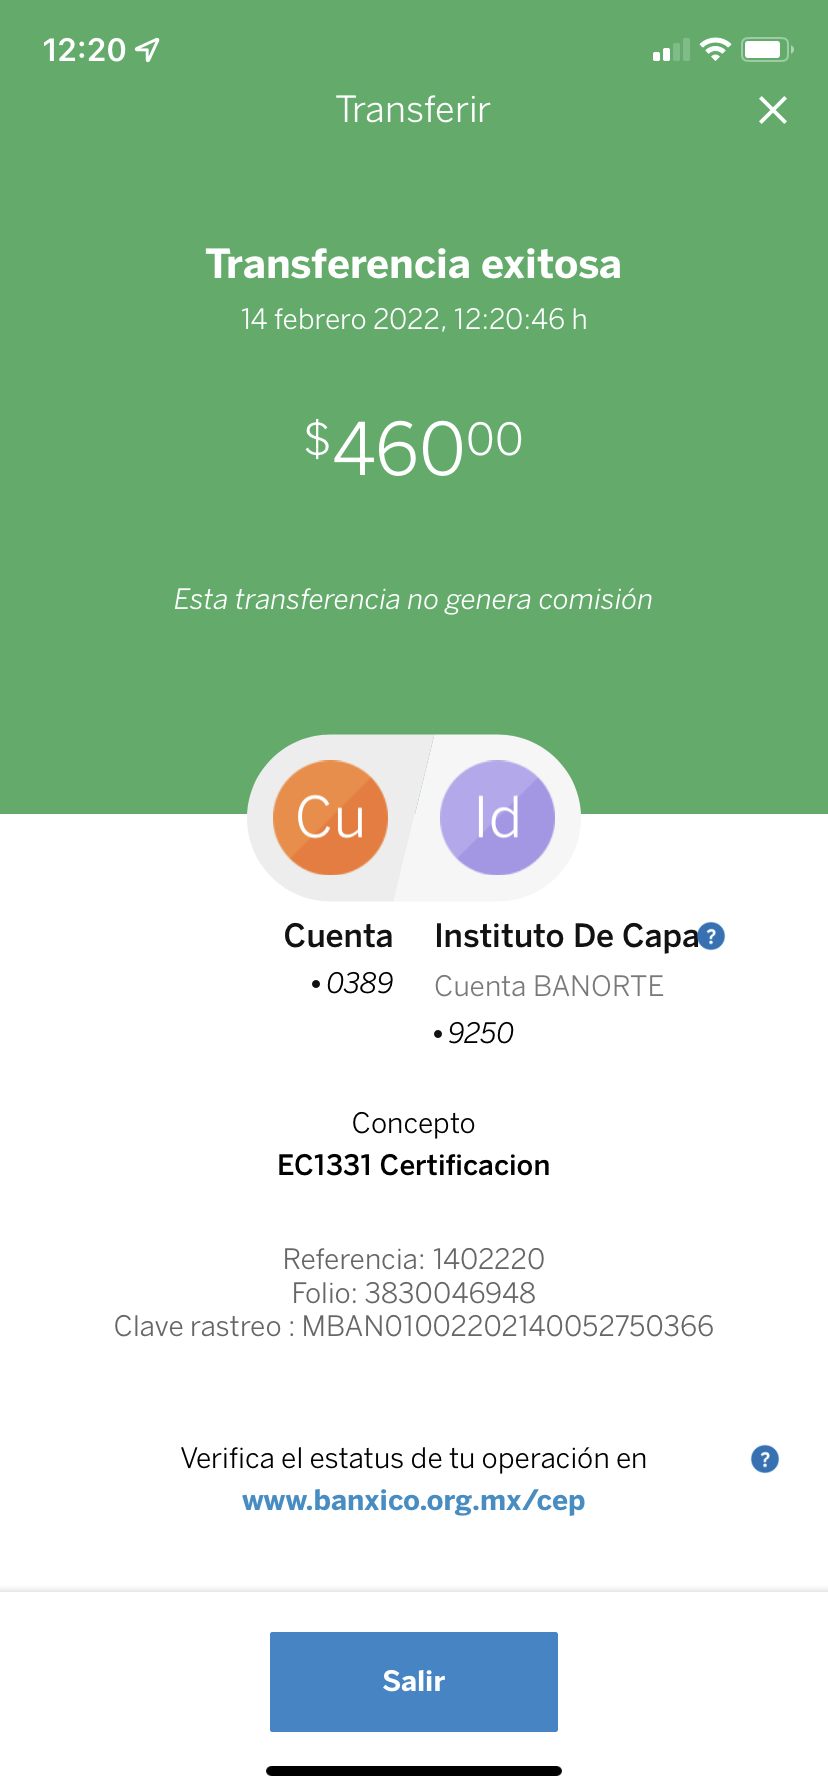 12:20
Transferir
Transferencia exitosa
14 febrero 2022, 12:20:46 h
$460 00
Esta transferencia no genera comisión
Cu Id
Cuenta
•0389
Instituto De Capa
Cuenta BANORTE
•9250
Concepto
EC1331 Certificacion
Referencia: 1402220
Folio: 3830046948
Clave rastreo : MBAN01002202140052750366
Verifica el estatus de tu operación en
www.banxico.org.mx/cep
Salir